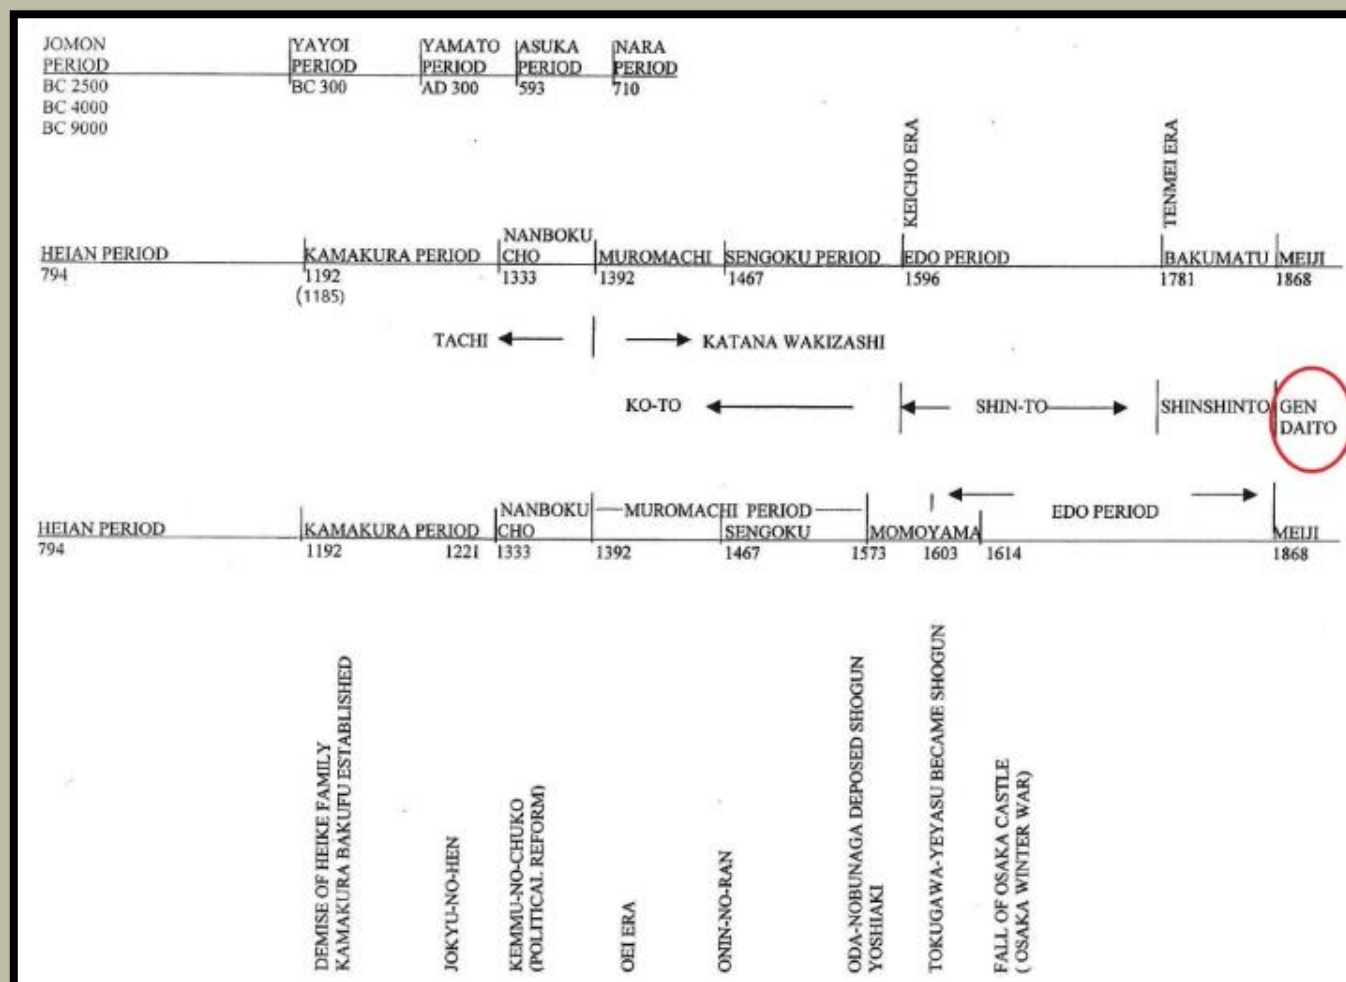 JOMON
PERIOD
BC 2500
BC 4000
BC 9000
YAYOI
PERIOD
BC 300
YAMATO
PERIOD
AD 300
ASUKA
PERIOD
593
NARA
PERIOD
710
KEICHO ERA
TENMEI ERA
HEIAN PERIOD
794
KAMAKURA PERIOD
1192
(1185)
NANBOKU
CHO
1333
MUROMACHI
1392
SENGOKU PERIOD
1467
EDO PERIOD
1596
BAKUMATU
1781
MEIJI
1868
TACHI
KATANA WAKIZASHI
KO-TO
SHIN-TO
SHINSHINTO
GEN
DAITO
HEIAN PERIOD
794
KAMAKURA PERIOD
1192
1221
NANBOKU
CHO
1333
MUROMACHI PERIOD
1392
SENGOKU
1467
MOMOYAMA
1573
1603
1614
EDO PERIOD
MEIJI
1868
DEMISE OF HEIKE FAMILY
KAMAKURA BAKUFU ESTABLISHED
JOKYU-NO-HEN
KEMMU-NO-CHUKO
(POLITICAL REFORM)
OEI ERA
ONIN-NO-RAN
ODA-NOBUNAGA DEPOSED SHOGUN
YOSHIAKI
TOKUGAWA-YEYASU BECAME SHOGUN
FALL OF OSAKA CASTLE
( OSAKA WINTER WAR)